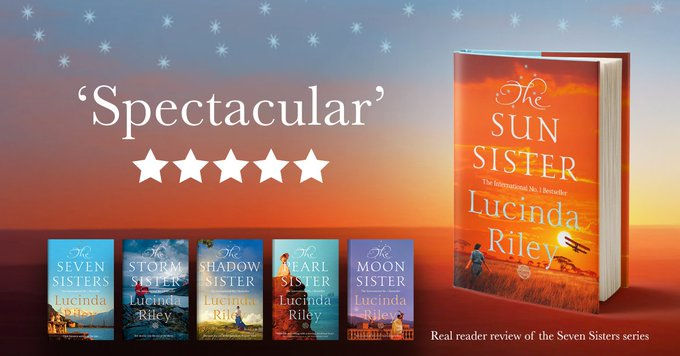 ‘Spectacular’
The
SUN
SISTER
The International No. 1 Bestseller
Lucinda
Riley
The
SEVEN
SISTERS
Lucinda
Riley
The
STORM
SISTER
Lucinda
Riley
The
SHADOW
SISTER
Lucinda
Riley
The
PEARL
SISTER
Lucinda
Riley
The
MOON
SISTER
Lucinda
Riley
Real reader review of the Seven Sisters series